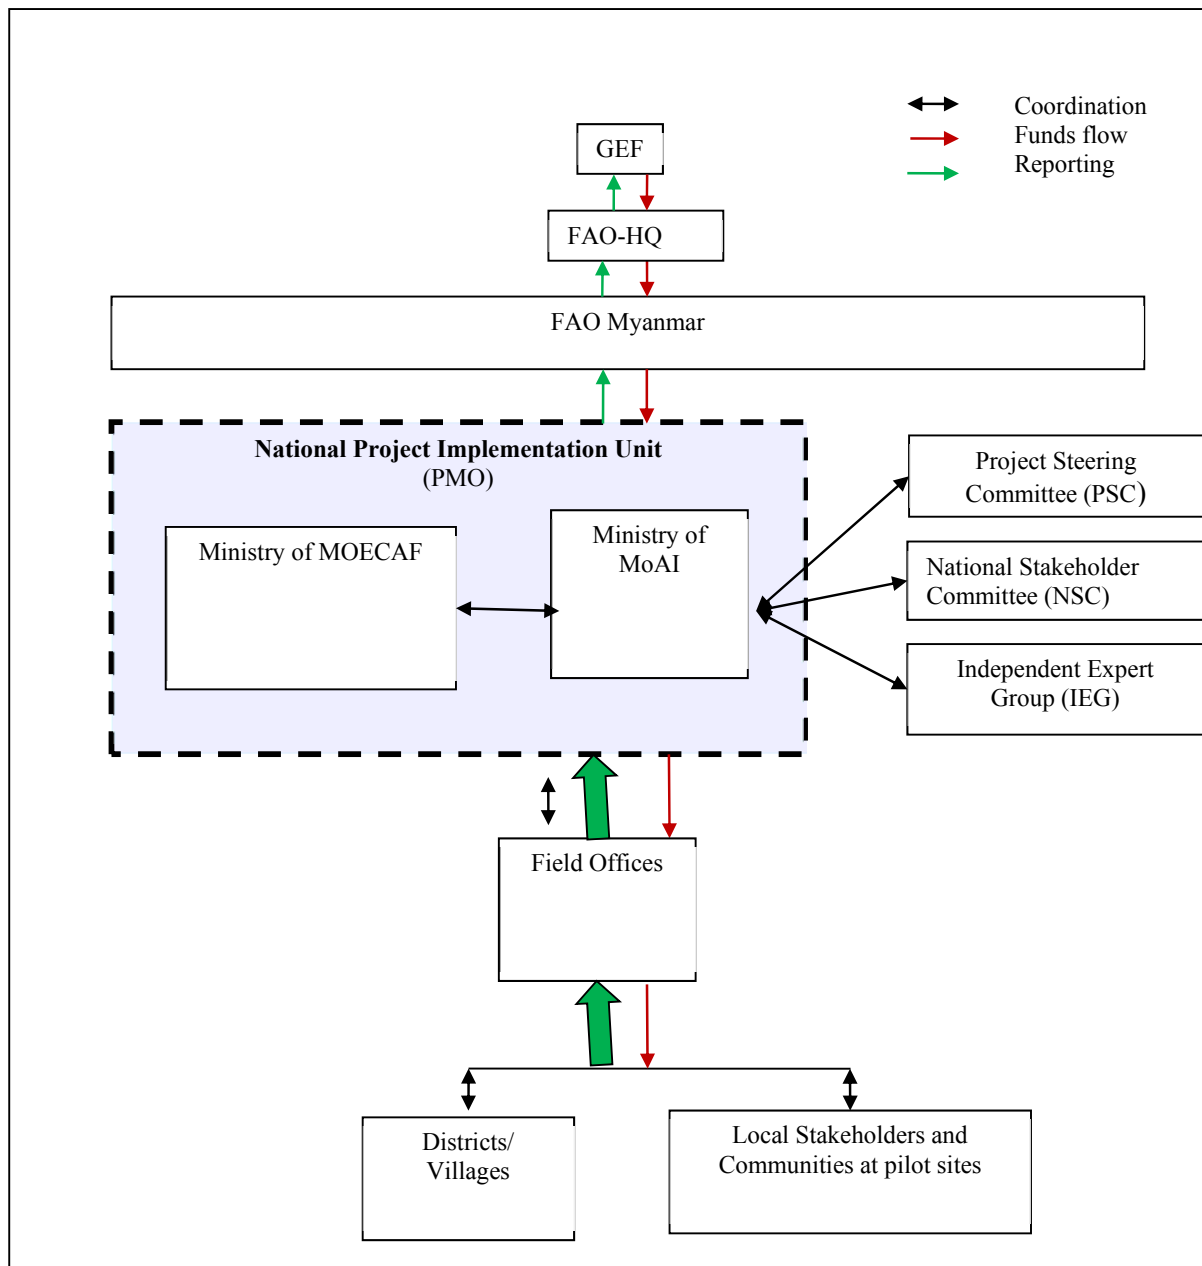 Coordination
Funds flow
Reporting
GEF
FAO-HQ
FAO Myanmar
National Project Implementation Unit
(PMO)
Ministry of MOECAF
Ministry of
MoAI
Project Steering
Committee (PSC)
National Stakeholder
Committee (NSC)
Independent Expert
Group (IEG)
Field Offices
Districts/
Villages
Local Stakeholders and
Communities at pilot sites